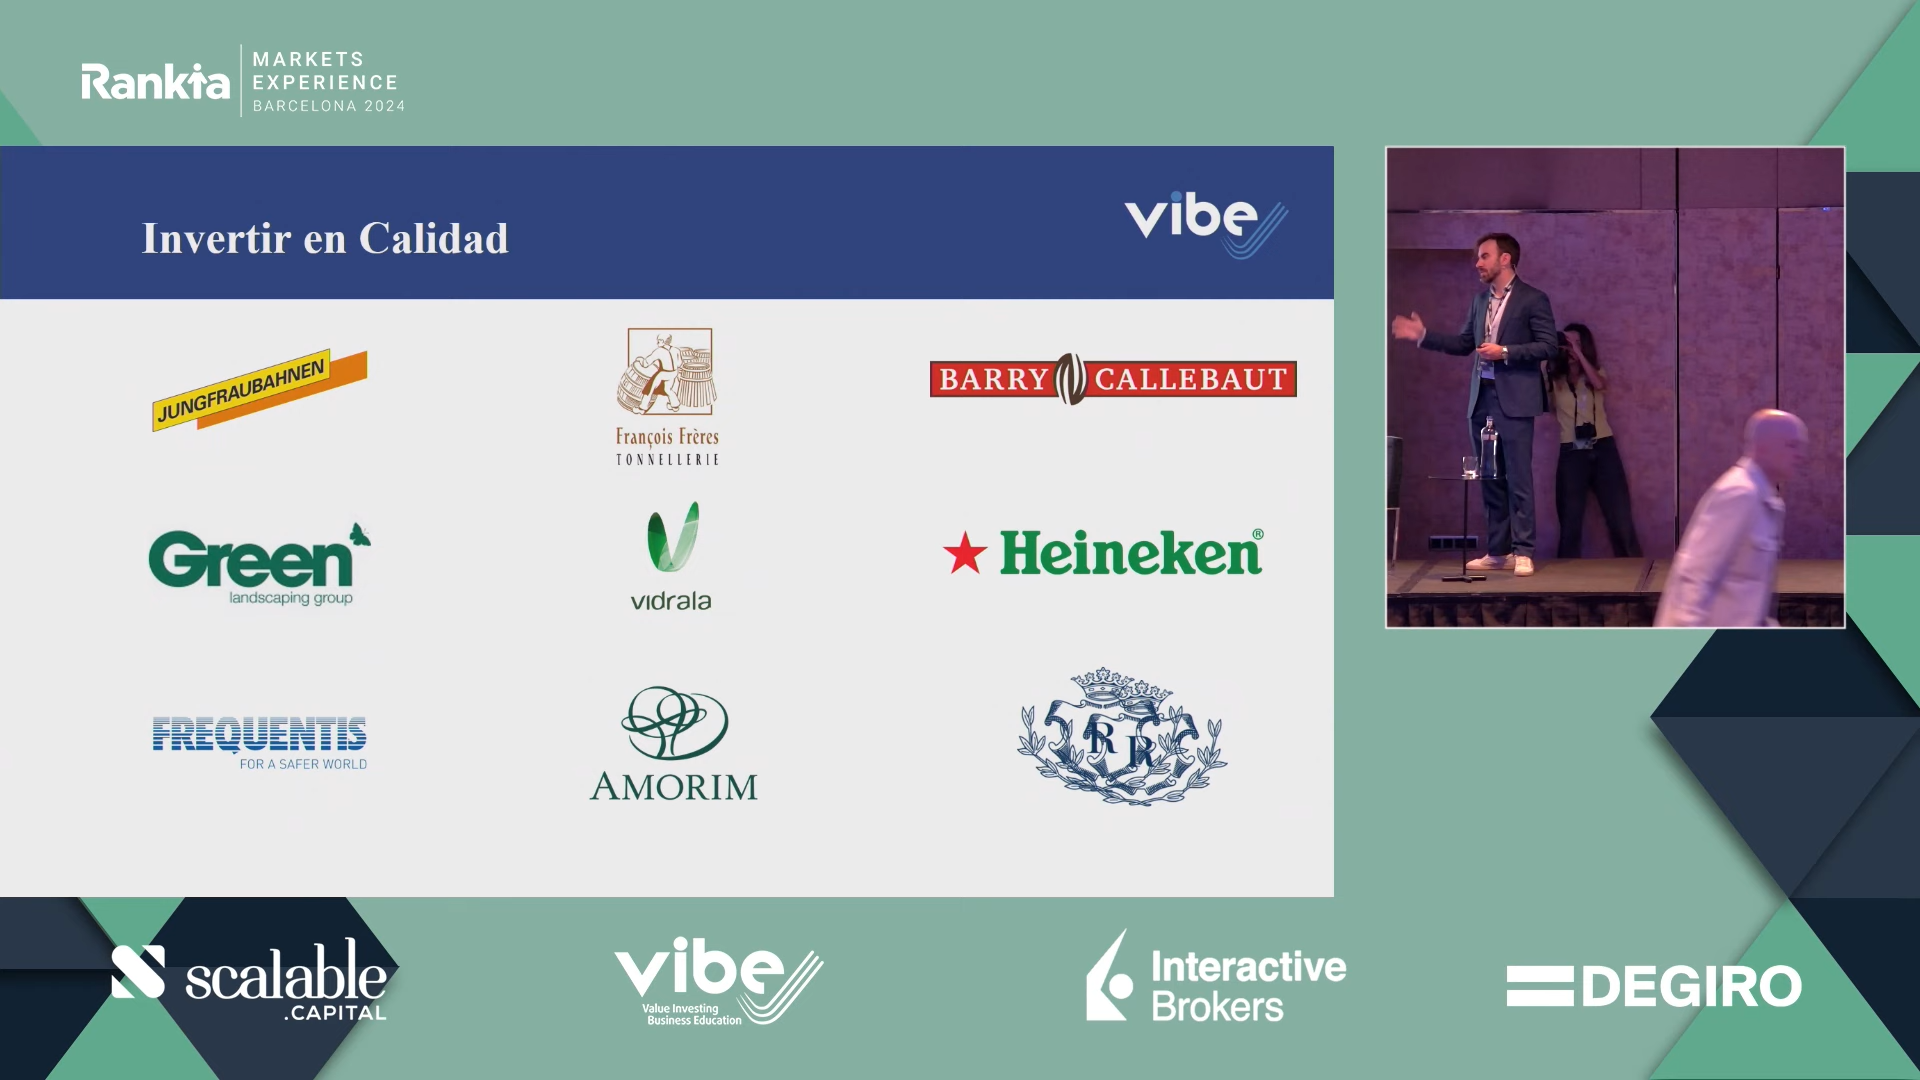 Rankia
MARKETS
EXPERIENCE
BARCELONA 2024
Invertir en Calidad
vibe
JUNGFRAUBAHNEN
François Frères
TONNELLERIE
BARRY CALLEBAUT
Green
landscaping group
vidrala
Heineken®
FREQUENTIS
FOR A SAFER WORLD
AMORIM
R R
scalable
.CAPITAL
vibe
Value Investing
Business Education
Interactive
Brokers
DEGIRO